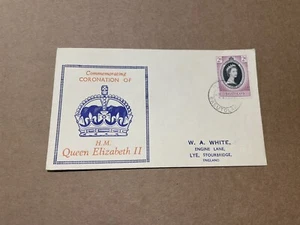 Commemorating
CORONATION OF
H.M.
Queen Elizabeth II
W. A. WHITE,
ENGINE LANE,
LYE, STOURBRIDGE,
ENGLAND